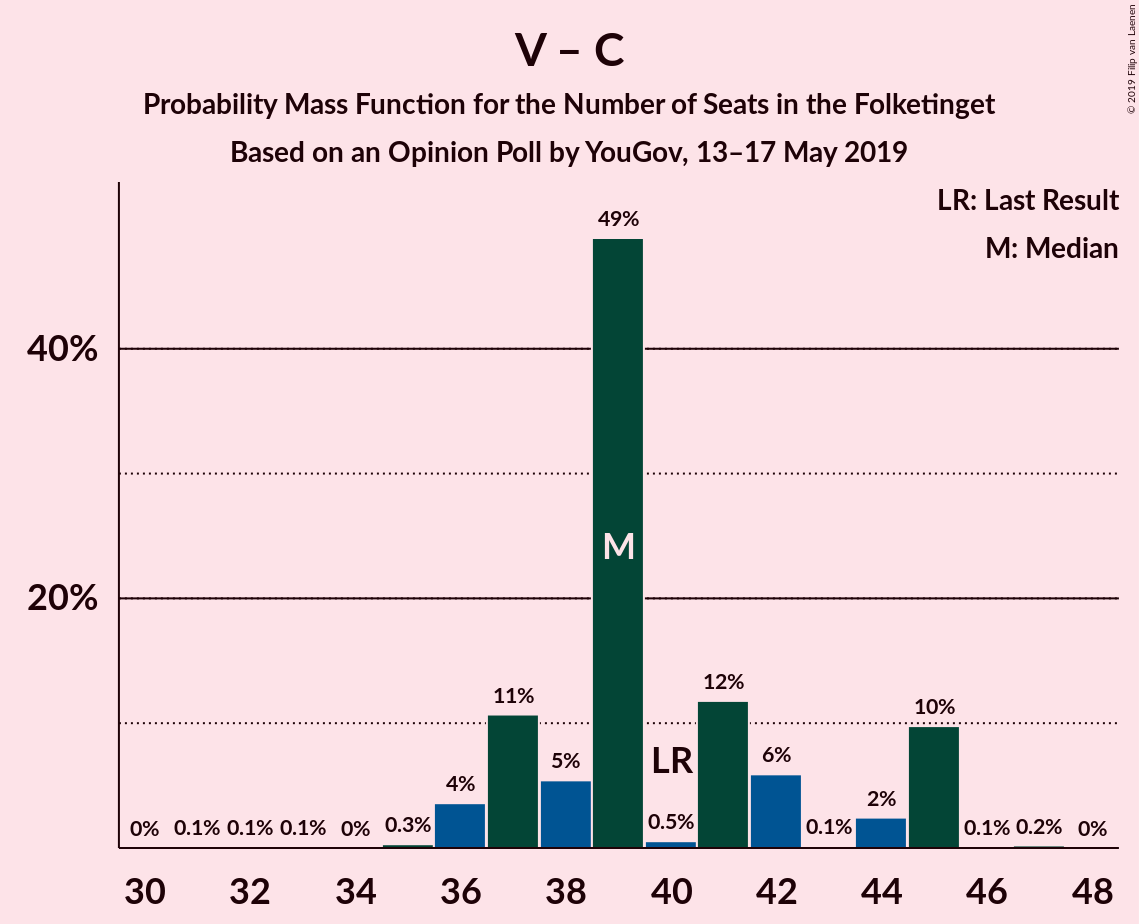 V – C
Probability Mass Function for the Number of Seats in the Folketinget
Based on an Opinion Poll by YouGov, 13–17 May 2019
© 2019 Filip van Laenen
LR: Last Result
M: Median
40%
20%
0%
0.1%
0.1%
0.1%
0%
0.3%
4%
11%
5%
49%
M
0.5%
LR
12%
6%
0.1%
2%
10%
0.1%
0.2%
0%
30 32 34 36 38 40 42 44 46 48